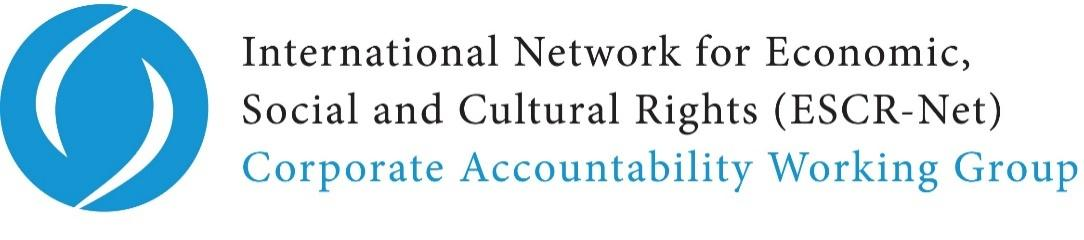 International Network for Economic,
Social and Cultural Rights (ESCR-Net)
Corporate Accountability Working Group